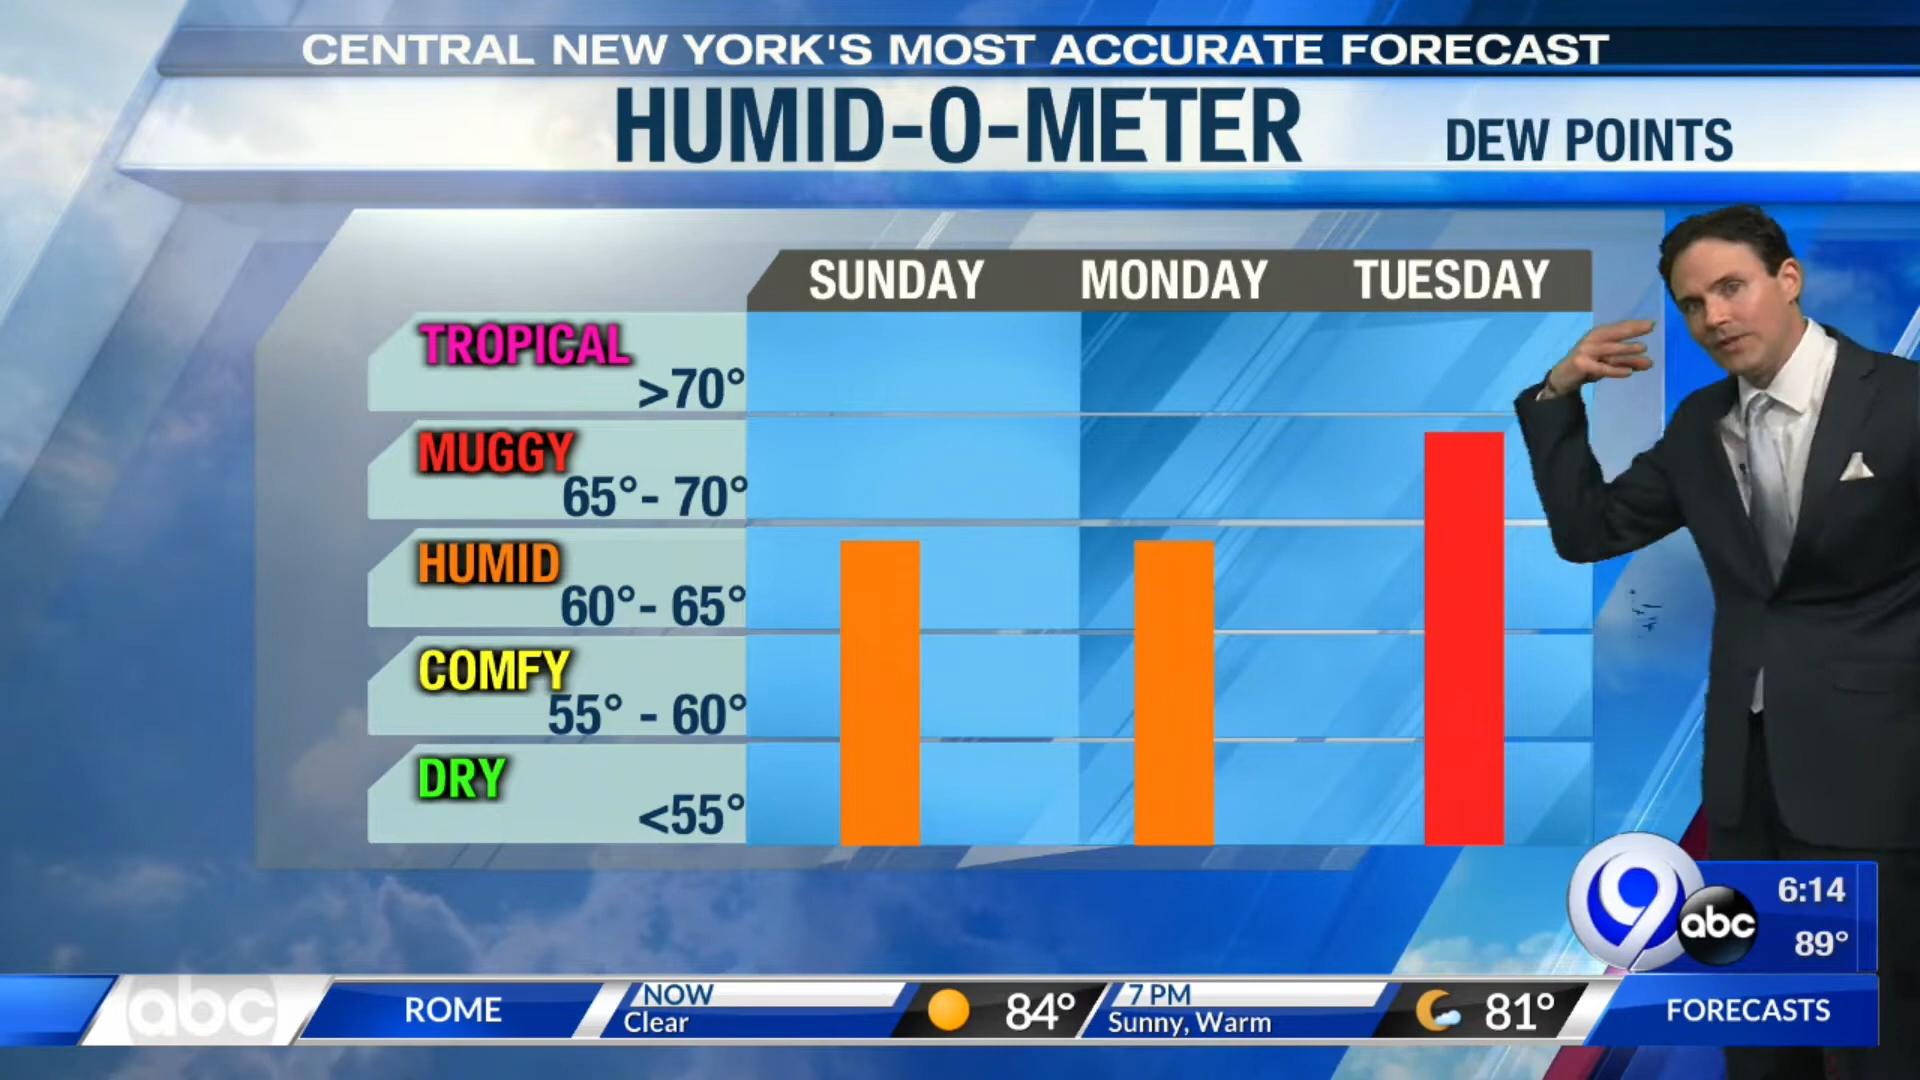 CENTRAL NEW YORK'S MOST ACCURATE FORECAST
HUMID-O-METER
DEW POINTS
SUNDAY MONDAY TUESDAY
TROPICAL
>70°
MUGGY
65°- 70°
HUMID
60°- 65°
COMFY
55° - 60°
DRY
<55°
9 abc
6:14
89°
abc
ROME
NOW
Clear
84°
7 PM
Sunny, Warm
81°
FORECASTS